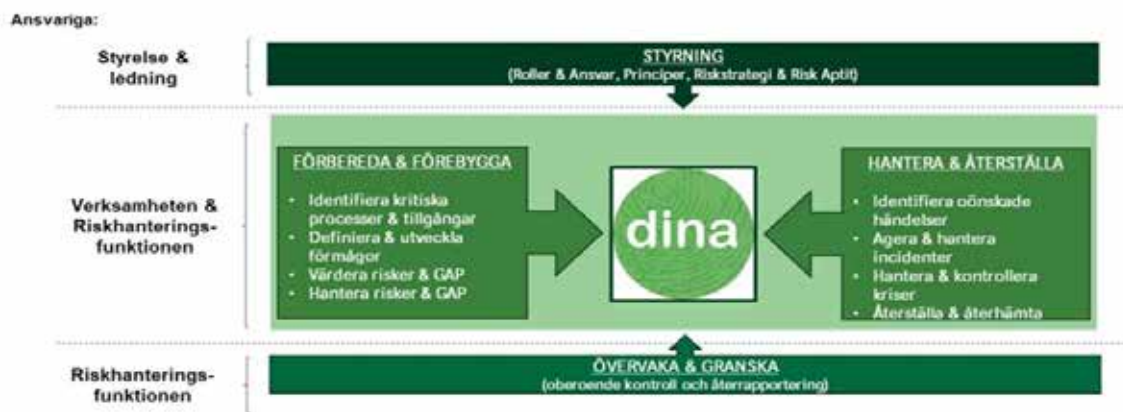 Ansvariga:
Styrelse &
ledning
STYRNING
(Roller & Ansvar, Principer, Riskstrategi & Risk Aptit)
Verksamheten &
Riskhanterings-
funktionen
FÖRBEREDA & FÖREBYGGA
• Identifiera kritiska
processer & tillgångar
• Definiera & utveckla
förmågor
• Värdera risker & GAP
• Hantera risker & GAP
dina
HANTERA & ÅTERSTÄLLA
• Identifiera oönskade
händelser
• Agera & hantera
incidenter
• Hantera & kontrollera
kriser
• Återställa & återhämta
Riskhanterings-
funktionen
ÖVERVAKA & GRANSKA
(oberoende kontroll och återrapportering)